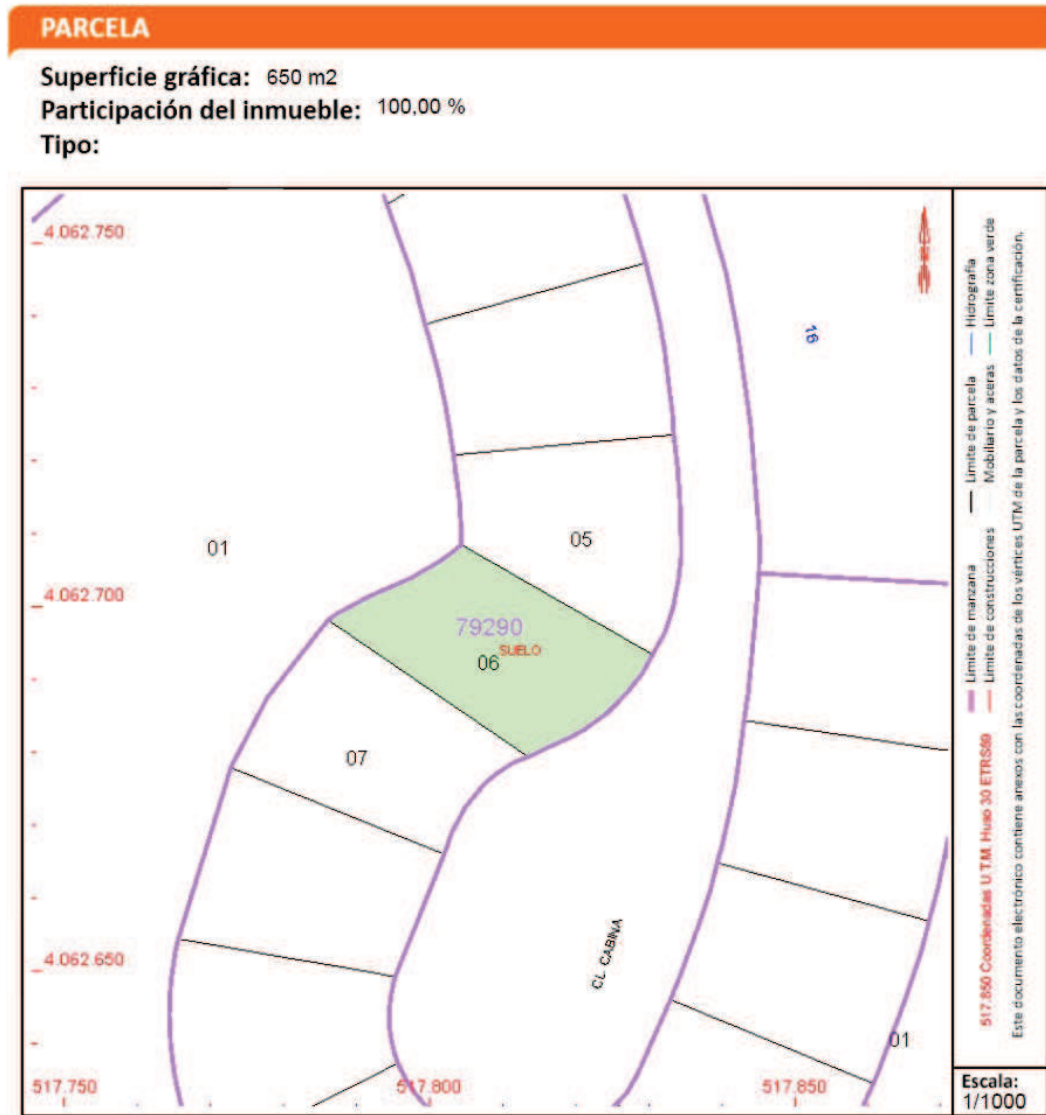 PARCELA
Superficie gráfica: 650 m2
Participación del inmueble: 100,00 %
Tipo:
4.062.750
16
01
05
4.062.700
79290
SUELO
06
07
CL CABINA
4.062.650
01
517.750
517.800
517.850
Límite de manzana
Límite de parcela
Hidrografía
Límite de construcciones
Mobiliario y aceras
Límite zona verde
517.850 Coordenadas U.T.M. Huso 30 ETRS89
Este documento electrónico contiene anexos con las coordenadas de los vértices UTM de la parcela y los datos de la certificación.
Escala:
1/1000